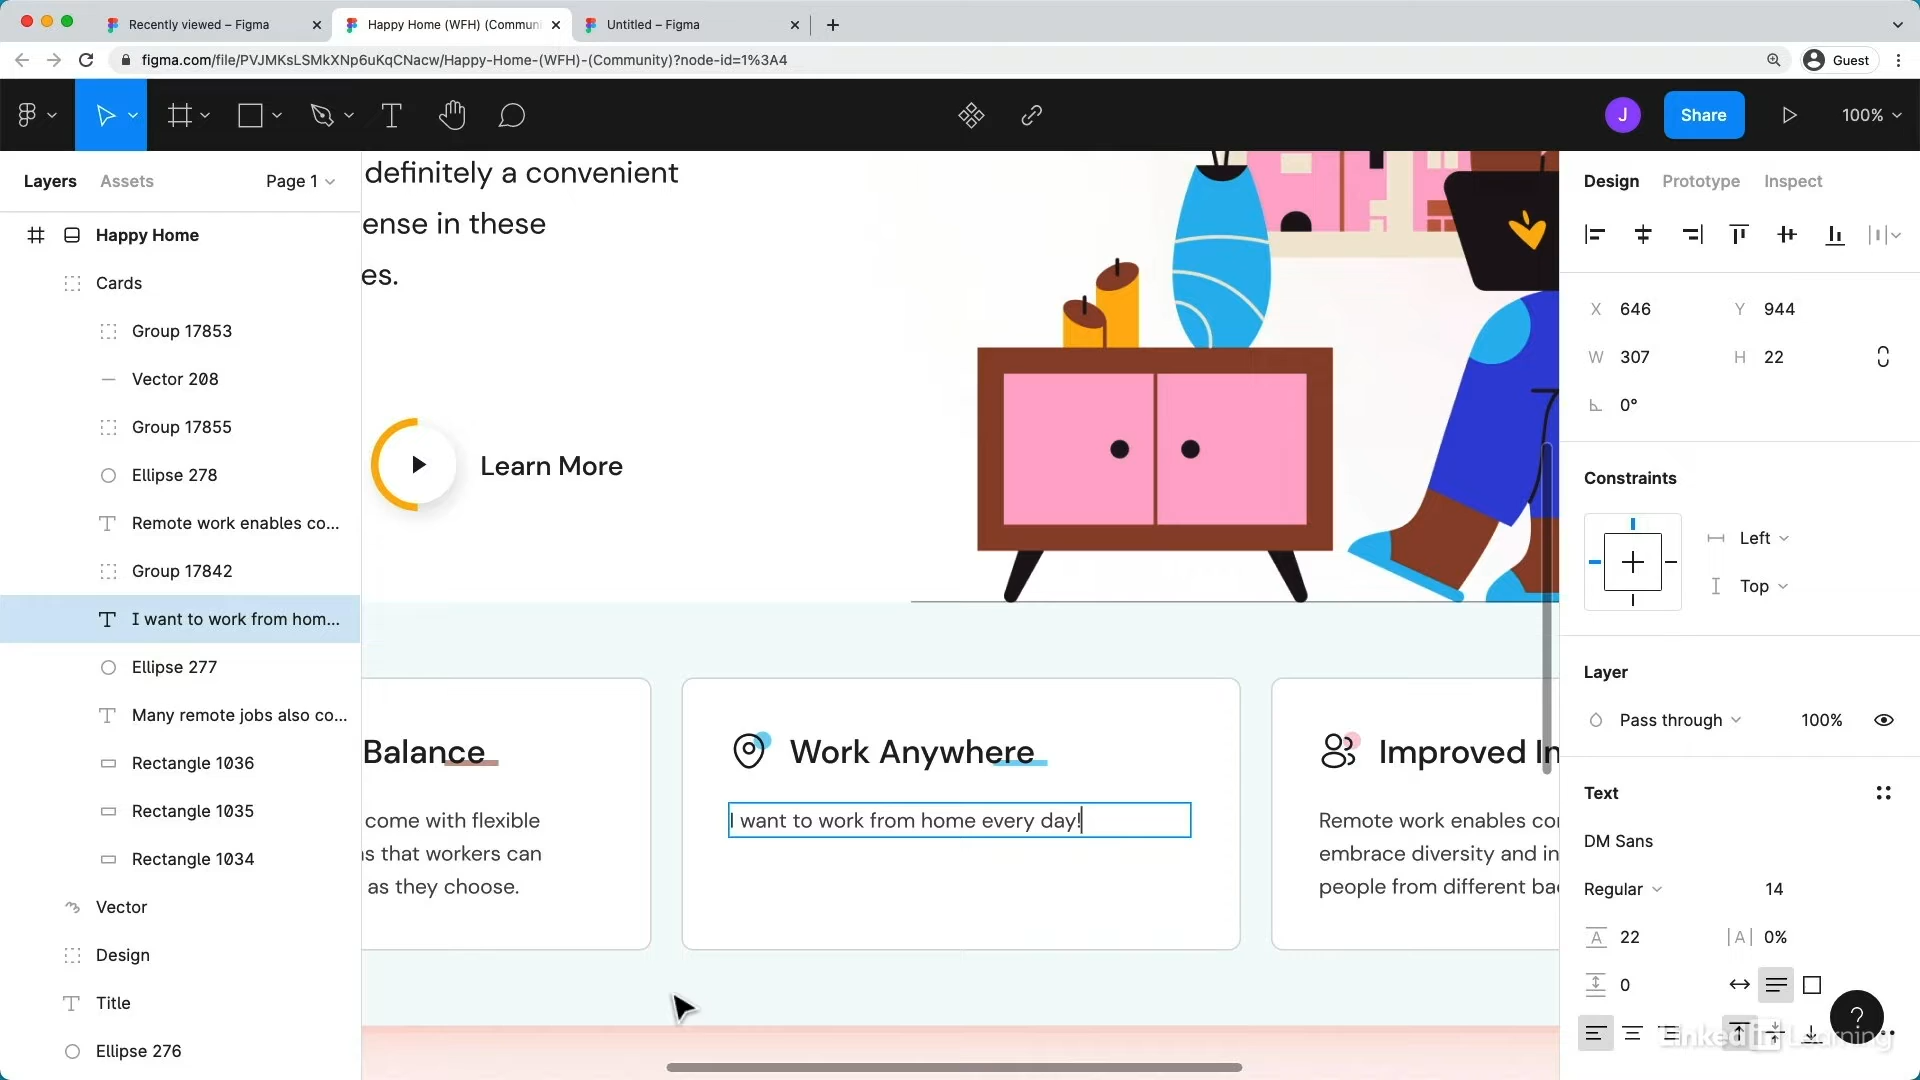 Recently viewed – Figma
Happy Home (WFH) (Commun
Untitled – Figma
figma.com/file/PVJMKsLSMkXNp6uKqCNacw/Happy-Home-(WFH)-(Community)?node-id=1%3A4
Guest
J
Share
100%
Layers
Assets
Page 1
Happy Home
Cards
Group 17853
Vector 208
Group 17855
Ellipse 278
Remote work enables co...
Group 17842
I want to work from hom...
Ellipse 277
Many remote jobs also co...
Rectangle 1036
Rectangle 1035
Rectangle 1034
Vector
Design
Title
Ellipse 276
definitely a convenient
ense in these
es.
Learn More
Balance
come with flexible
s that workers can
as they choose.
Work Anywhere
I want to work from home every day!
Improved In
Remote work enables co
embrace diversity and in
people from different ba
Design
Prototype
Inspect
X 646
Y 944
W 307
H 22
0°
Constraints
Left
Top
Layer
Pass through
100%
Text
DM Sans
Regular
14
A 22
|A| 0%
0
?
Linked in Learning